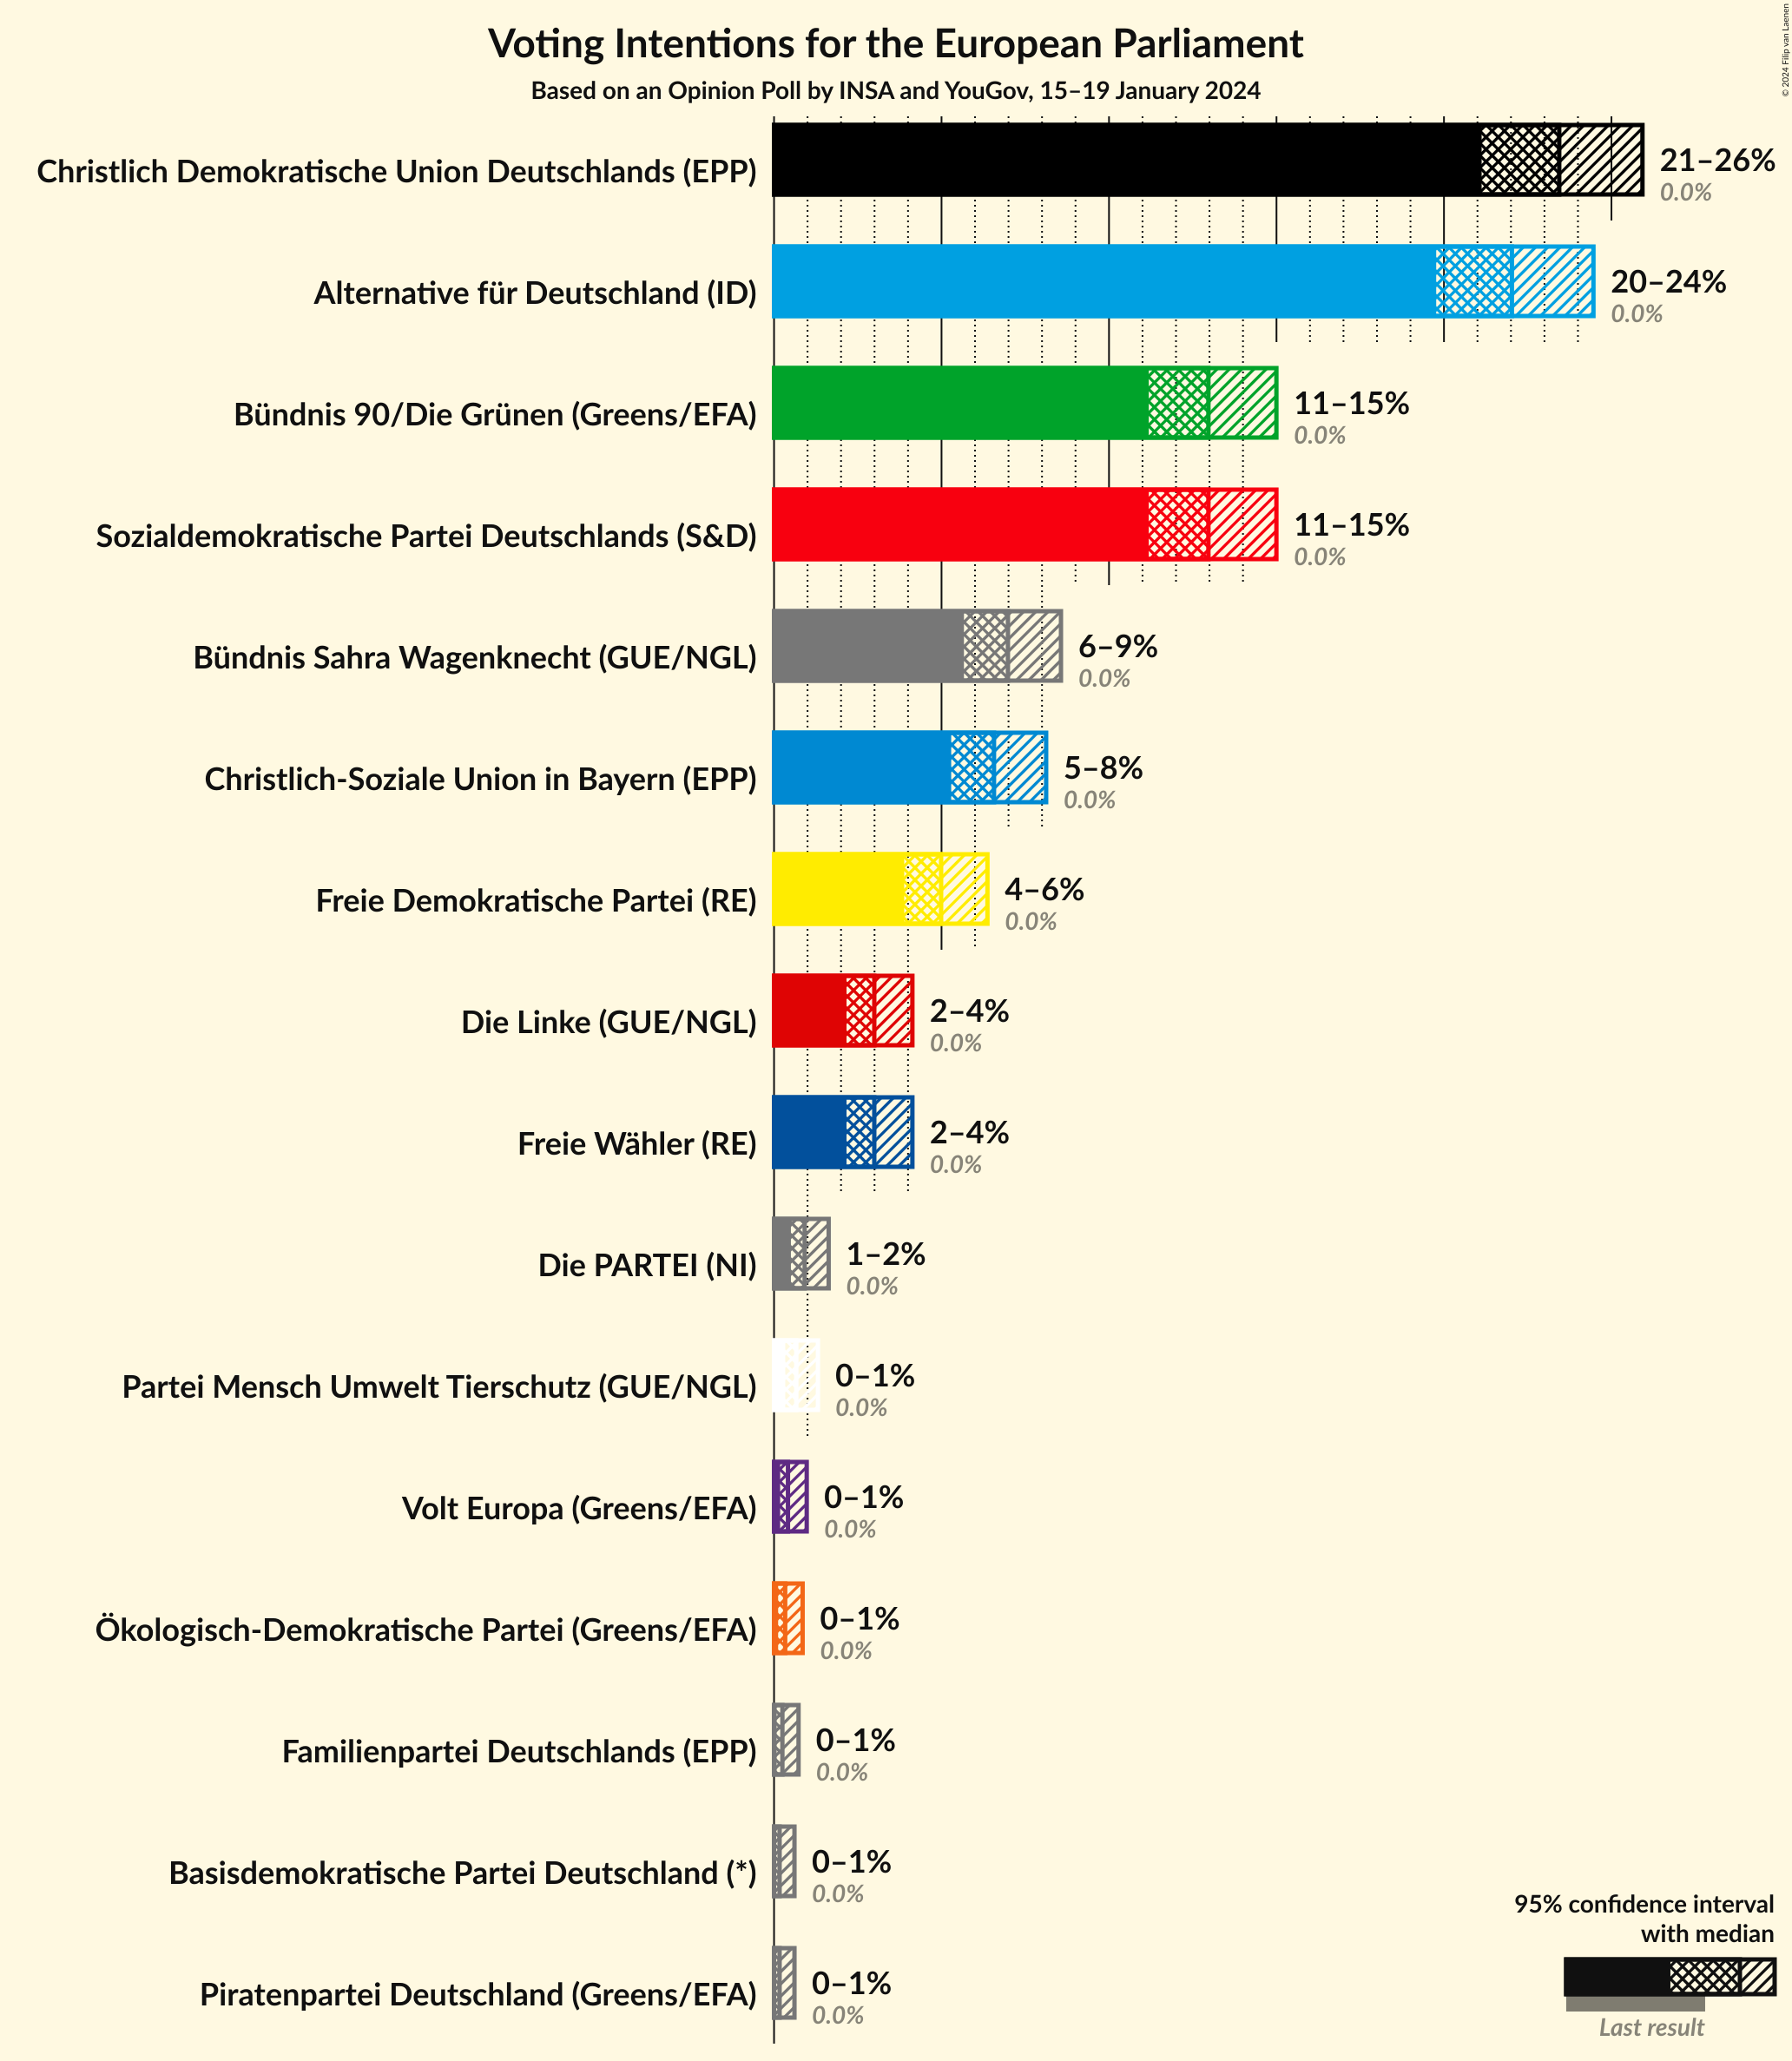 Voting Intentions for the European Parliament
Based on an Opinion Poll by INSA and YouGov, 15–19 January 2024
© 2024 Filip van Laenen
Christlich Demokratische Union Deutschlands (EPP)
21–26%
0.0%
Alternative für Deutschland (ID)
20–24%
0.0%
Bündnis 90/Die Grünen (Greens/EFA)
11–15%
0.0%
Sozialdemokratische Partei Deutschlands (S&D)
11–15%
0.0%
Bündnis Sahra Wagenknecht (GUE/NGL)
6–9%
0.0%
Christlich-Soziale Union in Bayern (EPP)
5–8%
0.0%
Freie Demokratische Partei (RE)
4–6%
0.0%
Die Linke (GUE/NGL)
2–4%
0.0%
Freie Wähler (RE)
2–4%
0.0%
Die PARTEI (NI)
1–2%
0.0%
Partei Mensch Umwelt Tierschutz (GUE/NGL)
0–1%
0.0%
Volt Europa (Greens/EFA)
0–1%
0.0%
Ökologisch-Demokratische Partei (Greens/EFA)
0–1%
0.0%
Familienpartei Deutschlands (EPP)
0–1%
0.0%
Basisdemokratische Partei Deutschland (*)
0–1%
0.0%
Piratenpartei Deutschland (Greens/EFA)
0–1%
0.0%
95% confidence interval
with median
Last result